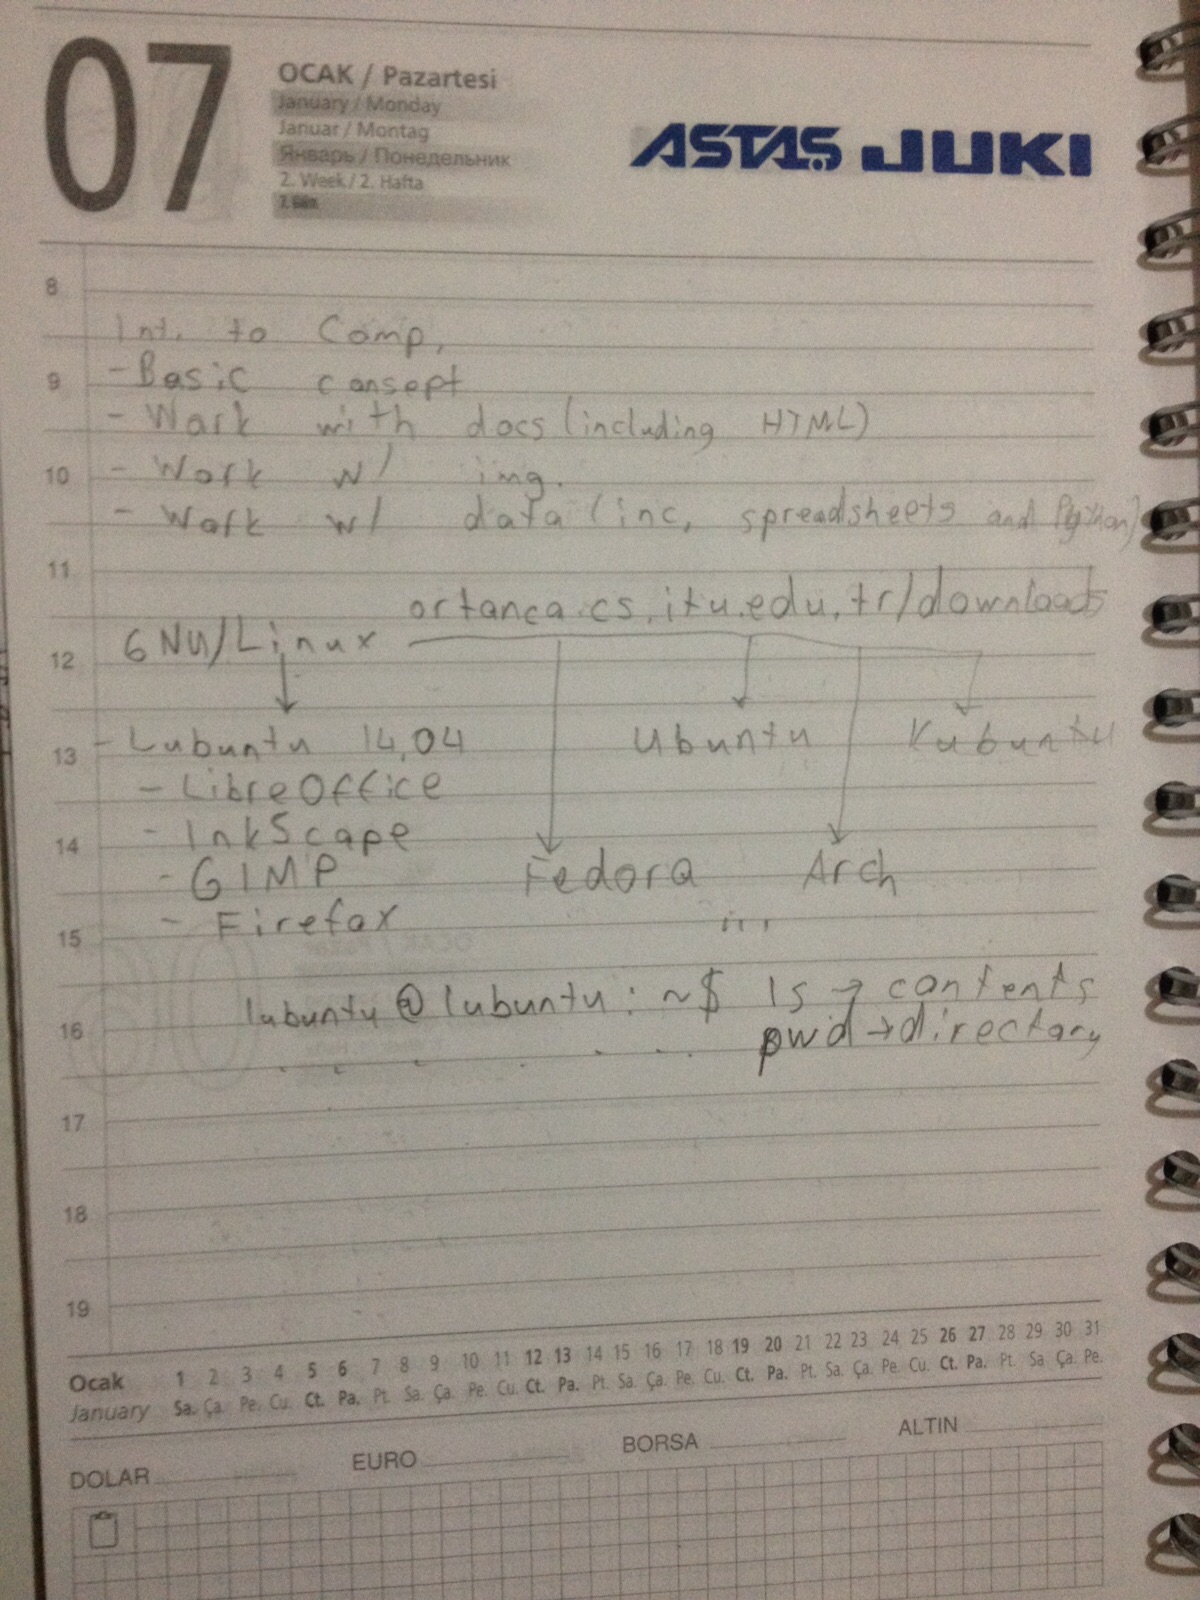 07
OCAK / Pazartesi
January / Monday
Januar / Montag
Январь / Понедельник
2. Week / 2. Hafta
7. Gün
ASTAŞ JUKI
8
Int. to Comp.
9 - Basic consept
- Work with docs (including HTML)
10 - Work w/ img.
- Work w/ data (inc. spreadsheets and Python)
11
ortanca.cs.itu.edu.tr/downloads
GNU/Linux
12
- Lubuntu 14.04 Ubuntu Kubuntu
13
- LibreOffice
- InkScape
14
- GIMP Fedora Arch
- Firefox ...
15
lubuntu@lubuntu:~$ ls → contents
16 pwd → directory
17
18
19
Ocak 1 2 3 4 5 6 7 8 9 10 11 12 13 14 15 16 17 18 19 20 21 22 23 24 25 26 27 28 29 30 31
January Sa. Ça. Pe. Cu. Ct. Pa. Pt. Sa. Ça. Pe. Cu. Ct. Pa. Pt. Sa. Ça. Pe. Cu. Ct. Pa. Pt. Sa. Ça. Pe. Cu. Ct. Pa. Pt. Sa Ça. Pe.
DOLAR EURO BORSA ALTIN